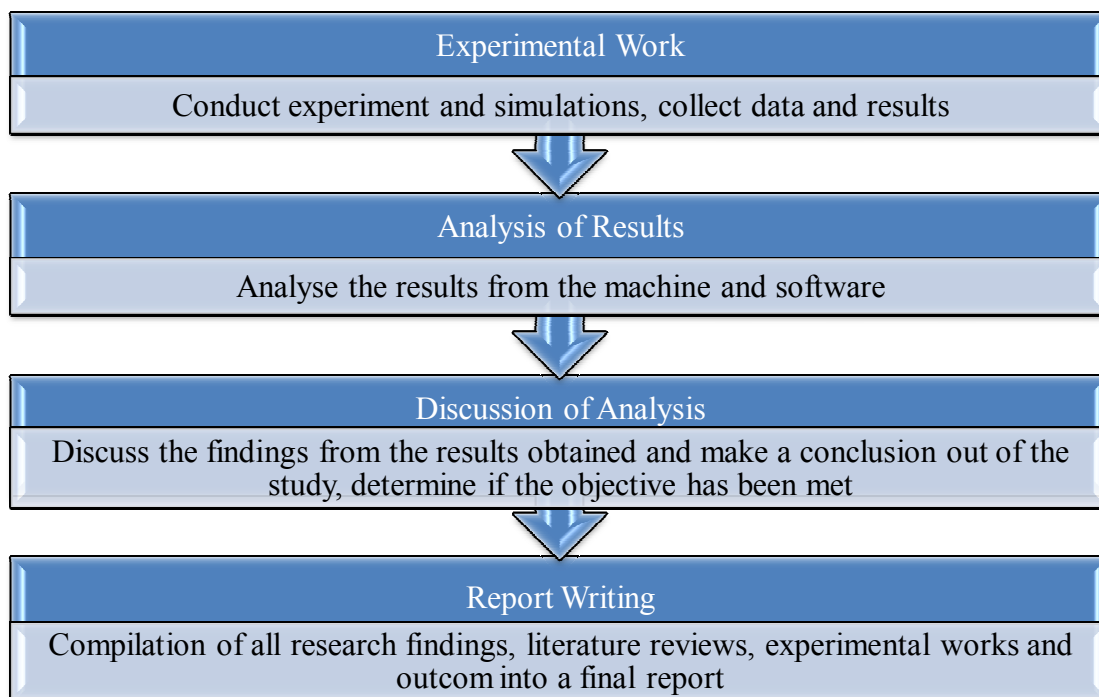 Experimental Work
Conduct experiment and simulations, collect data and results
Analysis of Results
Analyse the results from the machine and software
Discussion of Analysis
Discuss the findings from the results obtained and make a conclusion out of the
study, determine if the objective has been met
Report Writing
Compilation of all research findings, literature reviews, experimental works and
outcom into a final report